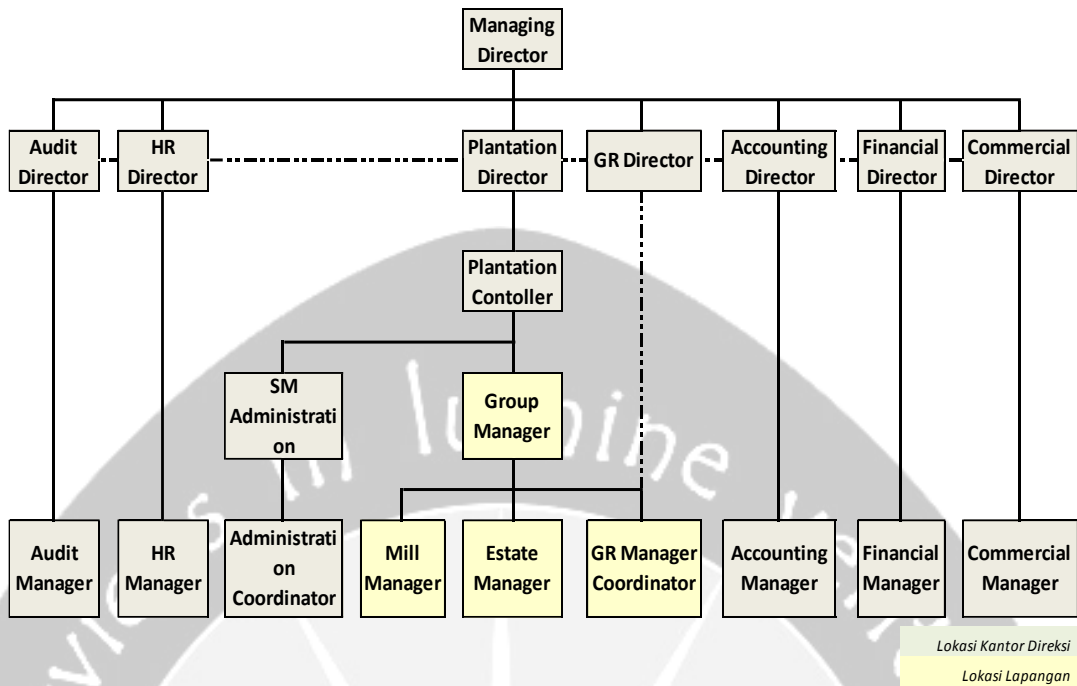 Managing
Director
Audit
Director
HR
Director
Plantation
Director
GR Director
Accounting
Director
Financial
Director
Commercial
Director
Plantation
Contoller
SM
Administrati
on
Group
Manager
Audit
Manager
HR
Manager
Administrati
on
Coordinator
Mill
Manager
Estate
Manager
GR Manager
Coordinator
Accounting
Manager
Financial
Manager
Commercial
Manager
Lokasi Kantor Direksi
Lokasi Lapangan
in lumine